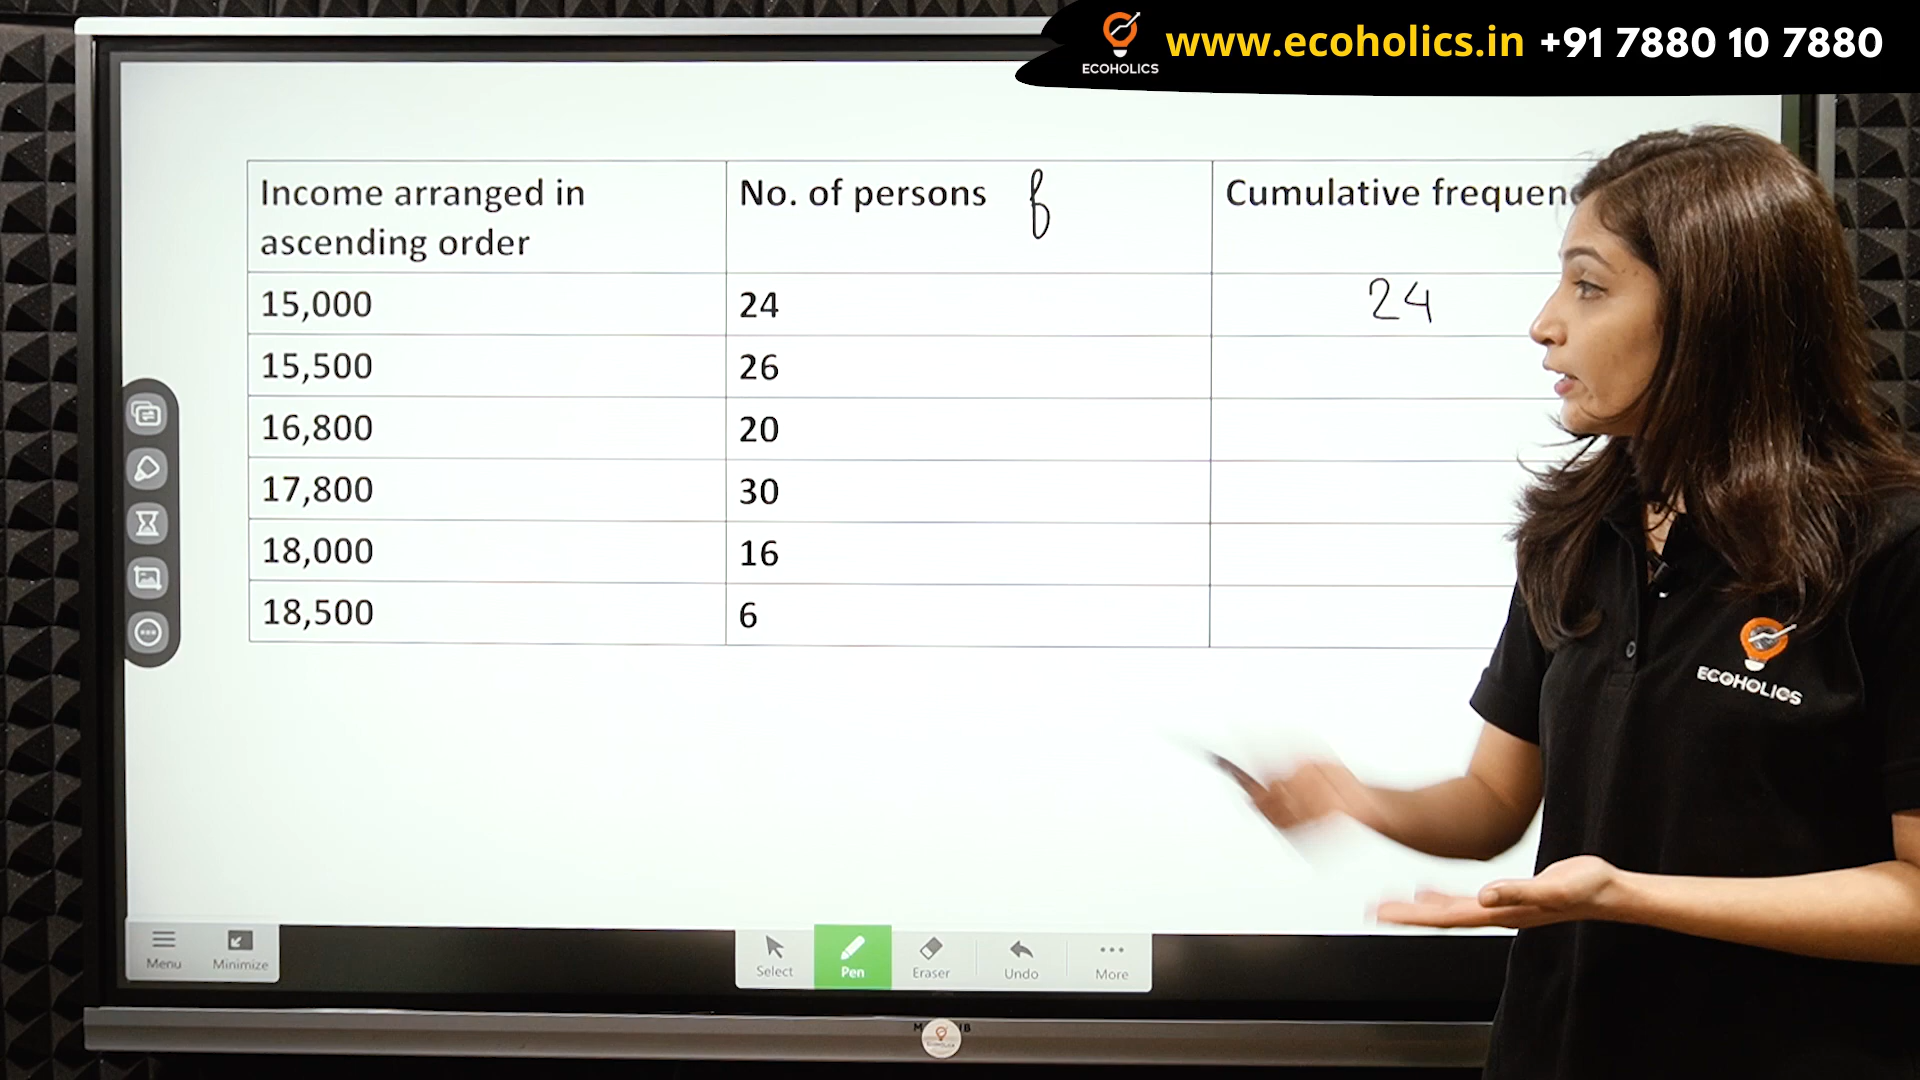 www.ecoholics.in +91 7880 10 7880
ECOHOLICS
Income arranged in
ascending order
No. of persons f
Cumulative frequenc
15,000 24 24
15,500 26
16,800 20
17,800 30
18,000 16
18,500 6
ECOHOLICS
Menu Minimize
Select Pen Eraser Undo More